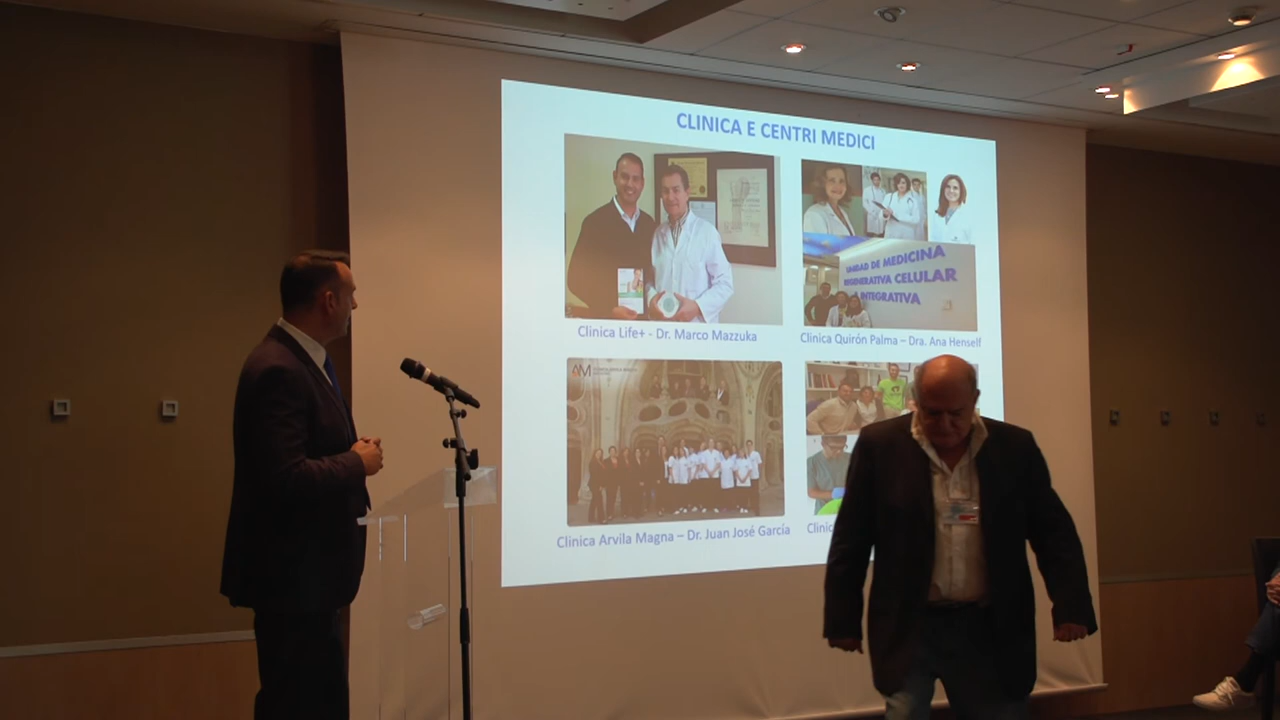 CLINICA E CENTRI MEDICI
UNIDAD DE MEDICINA
REGENERATIVA CELULAR
E INTEGRATIVA
Clinica Life+ - Dr. Marco Mazzuka
Clinica Quirón Palma – Dra. Ana Henself
AM
Clinica Arvila Magna – Dr. Juan José García
Clinic